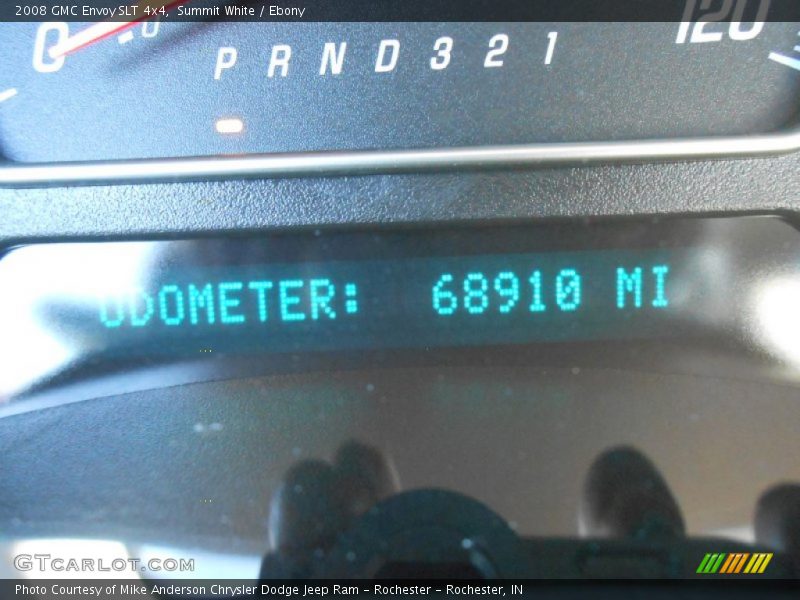 2008 GMC Envoy SLT 4x4, Summit White / Ebony
0 120
P R N D 3 2 1
ODOMETER: 68910 MI
GTCARLOT.COM
Photo Courtesy of Mike Anderson Chrysler Dodge Jeep Ram – Rochester – Rochester, IN